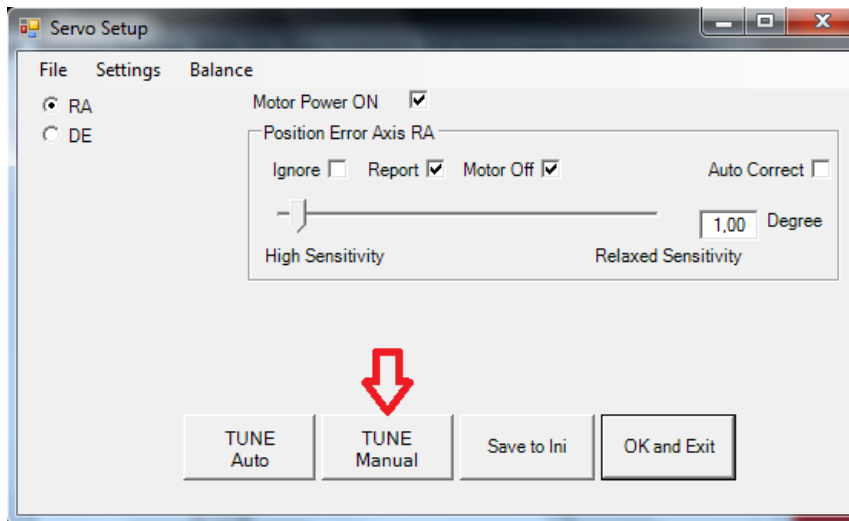 Servo Setup
File Settings Balance
RA
Motor Power ON
DE
Position Error Axis RA
Ignore Report Motor Off Auto Correct
1,00 Degree
High Sensitivity Relaxed Sensitivity
TUNE
Auto
TUNE
Manual
Save to Ini
OK and Exit